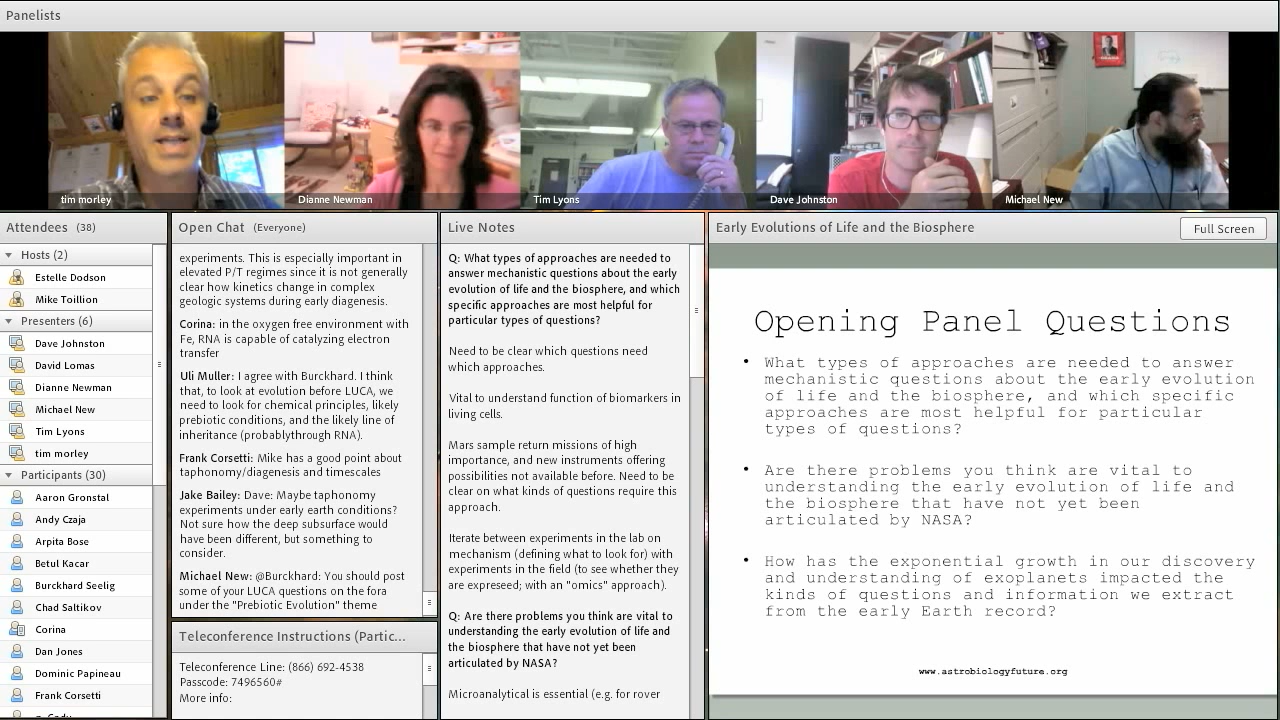 Panelists
tim morley
Dianne Newman
Tim Lyons
Dave Johnston
Michael New
Attendees (38)
Hosts (2)
Estelle Dodson
Mike Toillion
Presenters (6)
Dave Johnston
David Lomas
Dianne Newman
Michael New
Tim Lyons
tim morley
Participants (30)
Aaron Gronstal
Andy Czaja
Arpita Bose
Betul Kacar
Burckhard Seelig
Chad Saltikov
Corina
Dan Jones
Dominic Papineau
Frank Corsetti
Open Chat (Everyone)
experiments. This is especially important in
elevated P/T regimes since it is not generally
clear how kinetics change in complex
geologic systems during early diagenesis.
Corina: in the oxygen free environment with
Fe, RNA is capable of catalyzing electron
transfer
Uli Muller: I agree with Burckhard. I think
that, to look at evolution before LUCA, we
need to look for chemical principles, likely
prebiotic conditions, and the likely line of
inheritance (probablythrough RNA).
Frank Corsetti: Mike has a good point about
taphonomy/diagenesis and timescales
Jake Bailey: Dave: Maybe taphonomy
experiments under early earth conditions?
Not sure how the deep subsurface would
have been different, but something to
consider.
Michael New: @Burckhard: You should post
some of your LUCA questions on the fora
under the "Prebiotic Evolution" theme
Teleconference Instructions (Partic...
Teleconference Line: (866) 692-4538
Passcode: 7496560#
More info:
Live Notes
Q: What types of approaches are needed to
answer mechanistic questions about the early
evolution of life and the biosphere, and which
specific approaches are most helpful for
particular types of questions?
Need to be clear which questions need
which approaches.
Vital to understand function of biomarkers in
living cells.
Mars sample return missions of high
importance, and new instruments offering
possibilities not available before. Need to be
clear on what kinds of questions require this
approach.
Iterate between experiments in the lab on
mechanism (defining what to look for) with
experiments in the field (to see whether they
are expreseed; with an "omics" approach).
Q: Are there problems you think are vital to
understanding the early evolution of life and
the biosphere that have not yet been
articulated by NASA?
Microanalytical is essential (e.g. for rover
Early Evolutions of Life and the Biosphere
Full Screen
Opening Panel Questions
• What types of approaches are needed to answer
mechanistic questions about the early evolution
of life and the biosphere, and which specific
approaches are most helpful for particular
types of questions?
• Are there problems you think are vital to
understanding the early evolution of life and
the biosphere that have not yet been
articulated by NASA?
• How has the exponential growth in our discovery
and understanding of exoplanets impacted the
kinds of questions and information we extract
from the early Earth record?
www.astrobiologyfuture.org